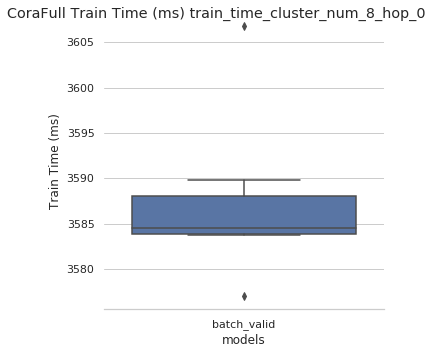 CoraFull Train Time (ms) train_time_cluster_num_8_hop_0
3605
3600
3595
3590
3585
3580
Train Time (ms)
batch_valid
models